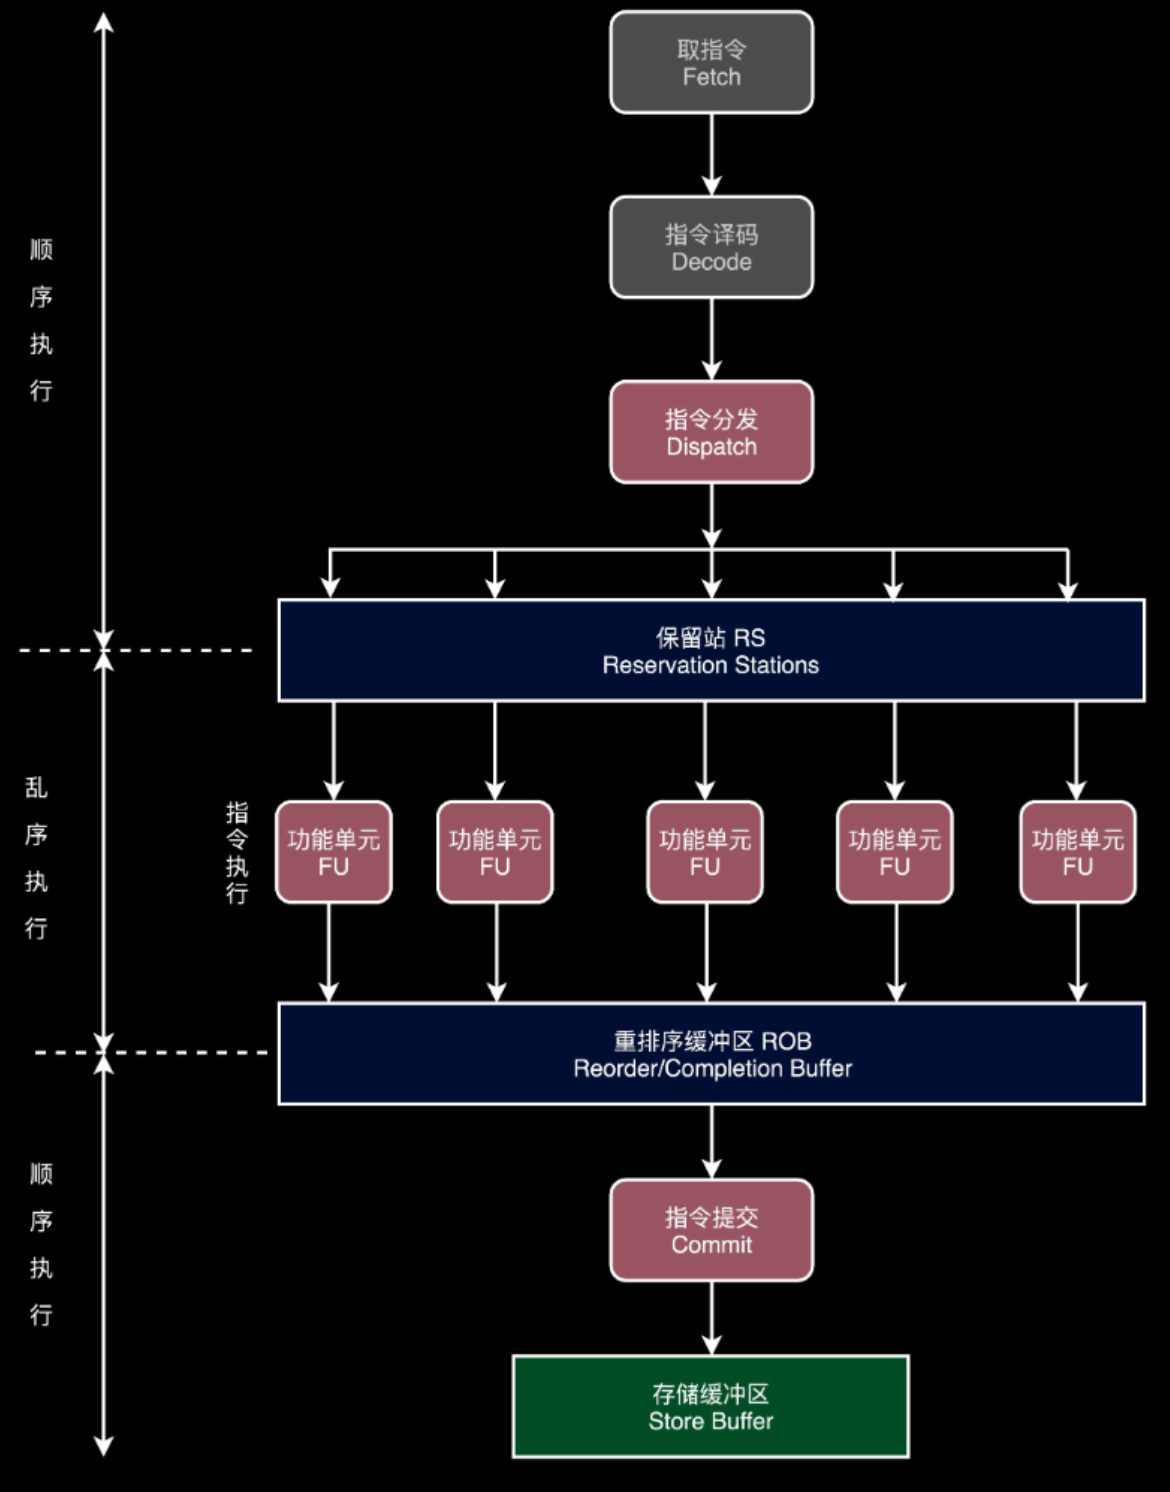 取指令
Fetch
指令译码
Decode
顺序执行
指令分发
Dispatch
保留站 RS
Reservation Stations
乱序执行
指令执行
功能单元
FU
功能单元
FU
功能单元
FU
功能单元
FU
功能单元
FU
重排序缓冲区 ROB
Reorder/Completion Buffer
顺序执行
指令提交
Commit
存储缓冲区
Store Buffer